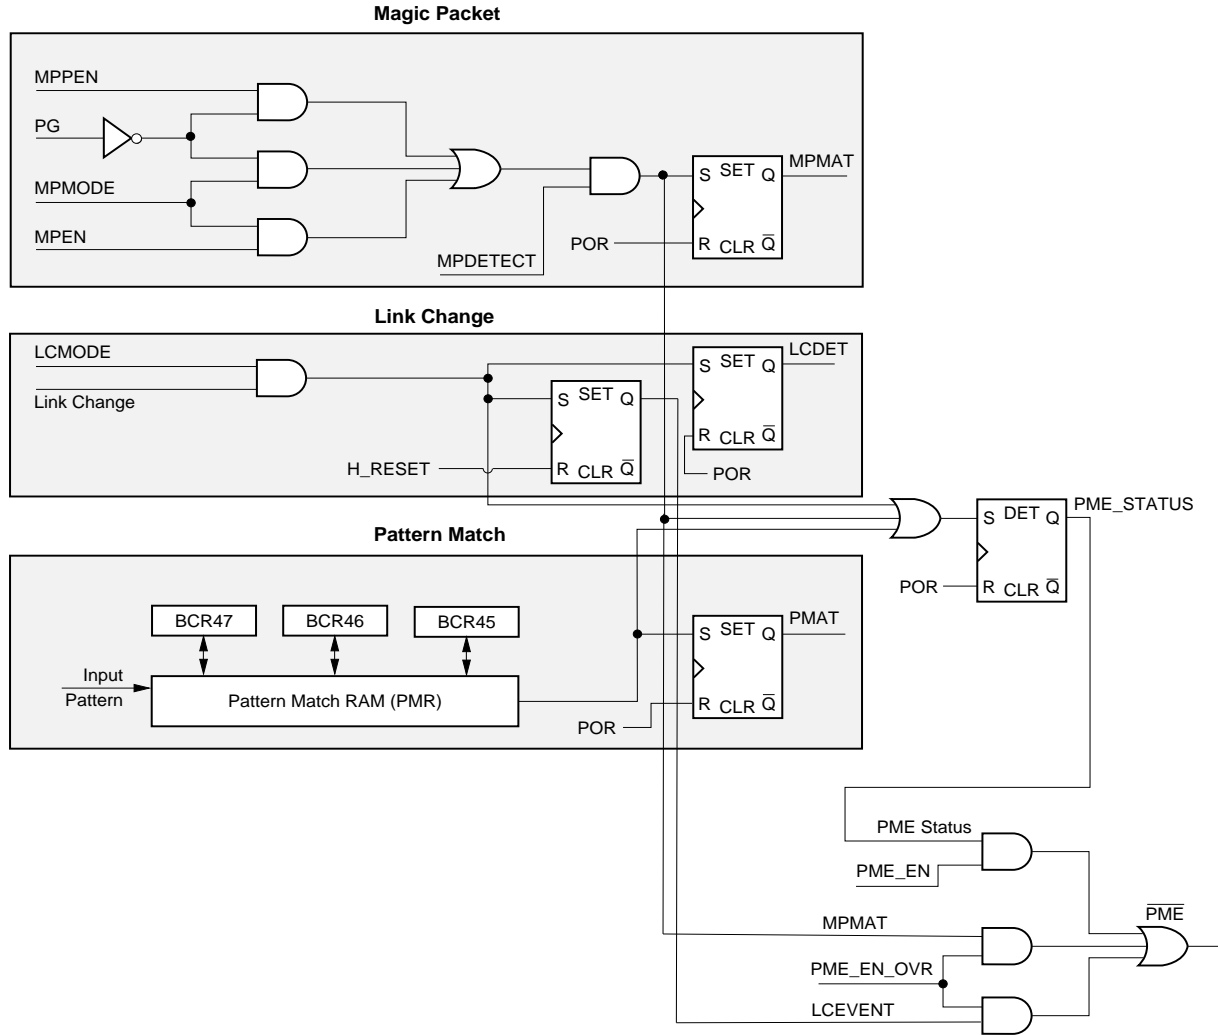 Magic Packet
MPPEN
PG
MPMODE
MPEN
MPDETECT
POR
S SET Q
R CLR Q̅
MPMAT
Link Change
LCMODE
Link Change
H_RESET
S SET Q
R CLR Q̅
S SET Q
R CLR Q̅
LCDET
POR
S DET Q
R CLR Q̅
PME_STATUS
POR
Pattern Match
BCR47
BCR46
BCR45
Input
Pattern
Pattern Match RAM (PMR)
POR
S SET Q
R CLR Q̅
PMAT
PME Status
PME_EN
MPMAT
PME_EN_OVR
LCEVENT
P̅M̅E̅